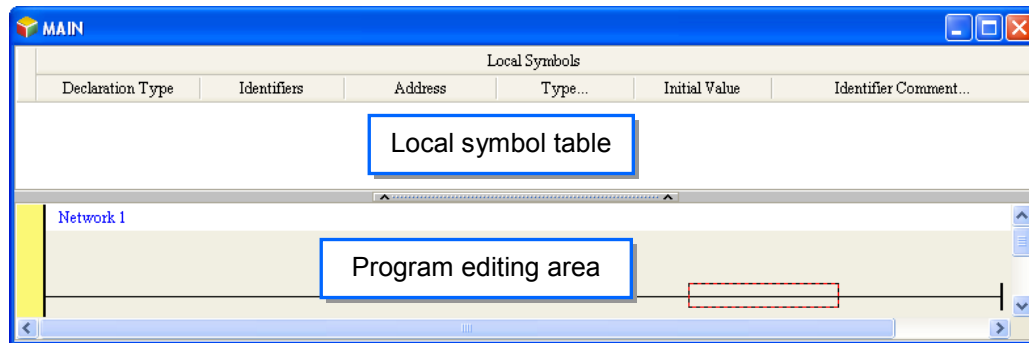 MAIN
Local Symbols
Declaration Type Identifiers Address Type... Initial Value Identifier Comment...
Local symbol table
Network 1
Program editing area